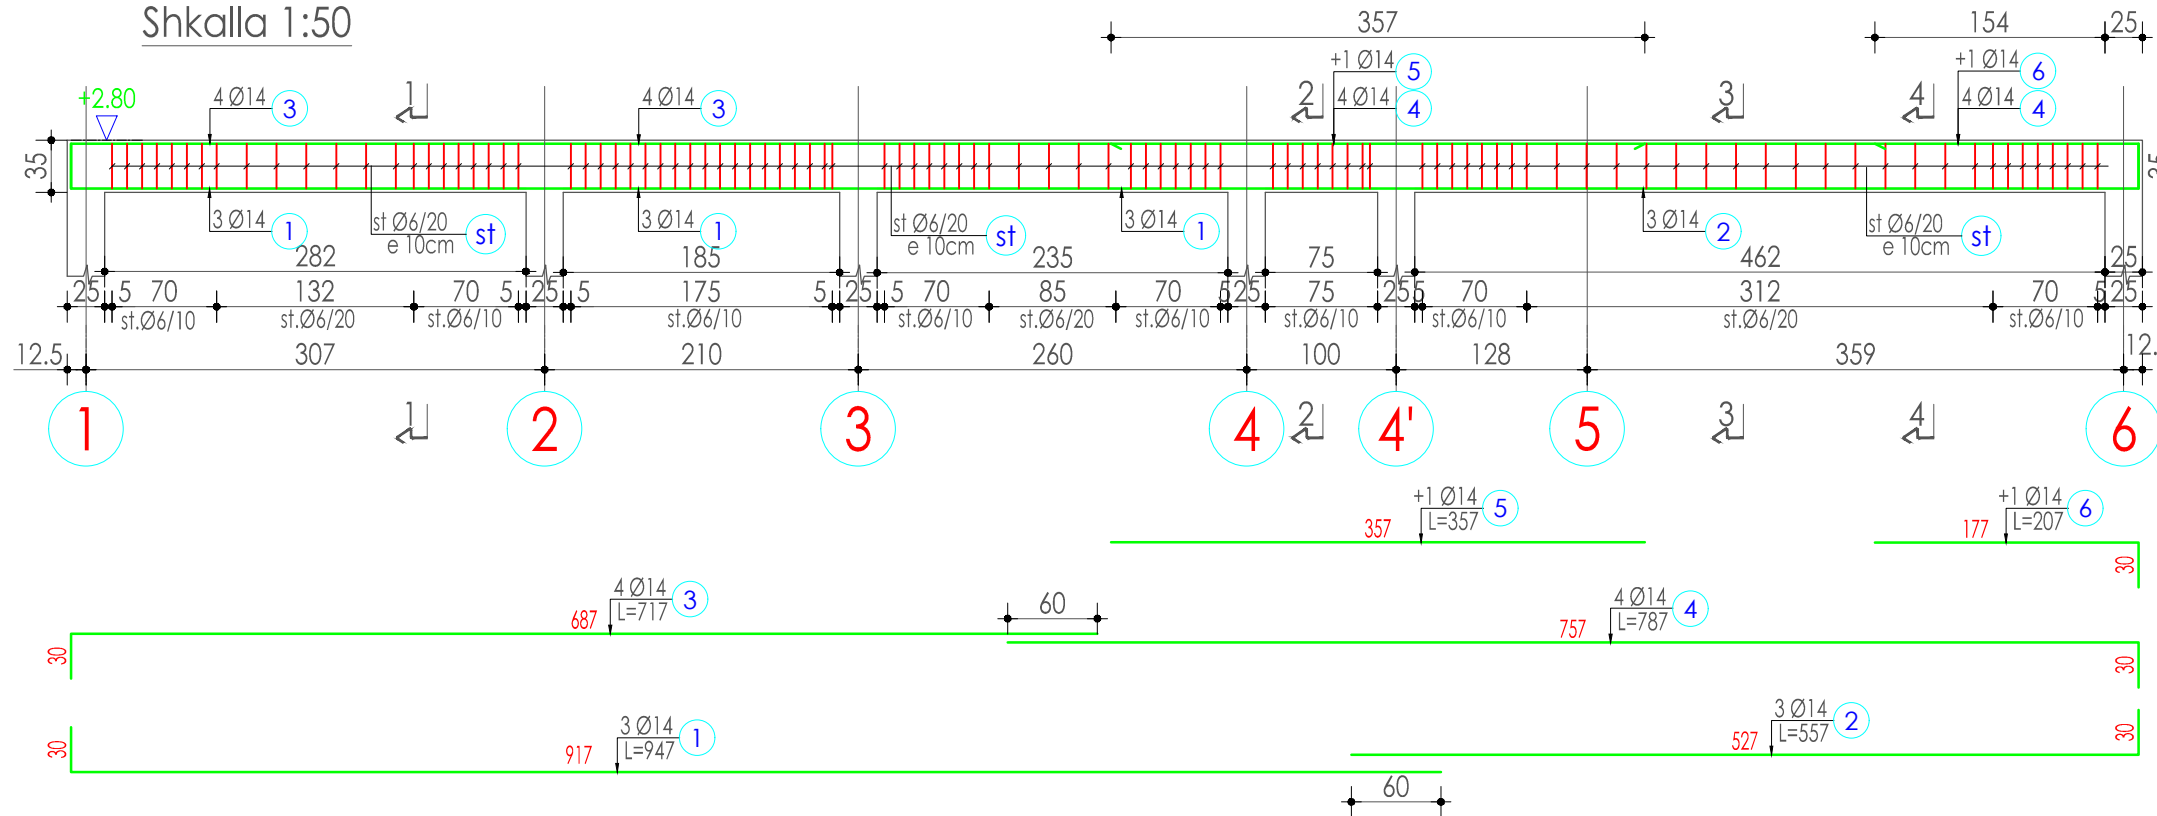 Shkalla 1:50
357
154
25
+1 Ø14 5
+1 Ø14 6
+2.80
4 Ø14 3
1
4 Ø14 3
2
4 Ø14 4
3
4
4 Ø14 4
35
35
3 Ø14 1
st Ø6/20
e 10cm
st
3 Ø14 1
st Ø6/20
e 10cm
st
3 Ø14 1
3 Ø14 2
st Ø6/20
e 10cm
st
282
185
235
75
462
25
25 5 70 132 70 5 25 5 175 5 25 5 70 85 70 5 25 75 25 5 70 312 70 5 25
st.Ø6/10 st.Ø6/20 st.Ø6/10 st.Ø6/10 st.Ø6/10 st.Ø6/20 st.Ø6/10 st.Ø6/10 st.Ø6/10 st.Ø6/20 st.Ø6/10
12.5 307 210 260 100 128 359 12.
1 2 3 4 4' 5 6
1 2 3 4
+1 Ø14 5
L=357
357
+1 Ø14 6
L=207
177
30
4 Ø14 3
L=717
687
30
60
4 Ø14 4
L=787
757
30
3 Ø14 1
L=947
917
30
3 Ø14 2
L=557
527
30
60